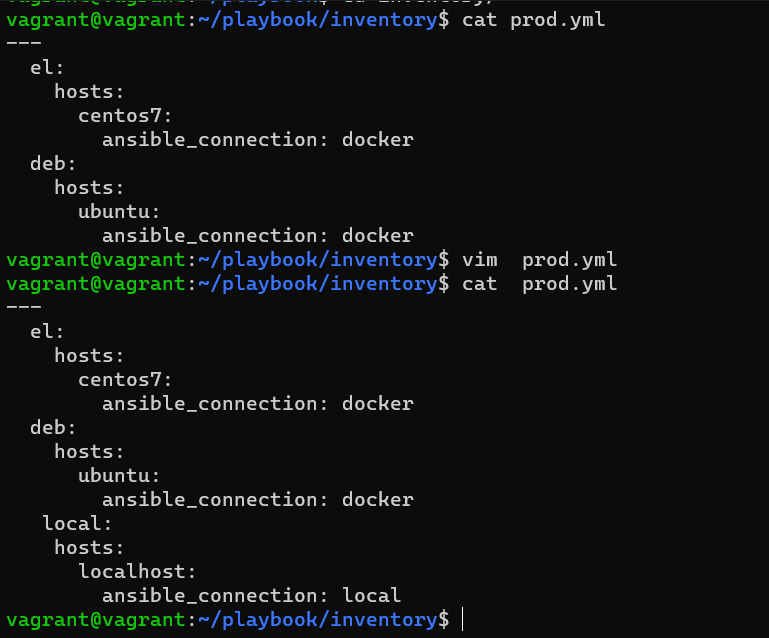 vagrant@vagrant:~/playbook/inventory$ cat prod.yml
---
  el:
    hosts:
      centos7:
        ansible_connection: docker
  deb:
    hosts:
      ubuntu:
        ansible_connection: docker
vagrant@vagrant:~/playbook/inventory$ vim  prod.yml
vagrant@vagrant:~/playbook/inventory$ cat  prod.yml
---
  el:
    hosts:
      centos7:
        ansible_connection: docker
  deb:
    hosts:
      ubuntu:
        ansible_connection: docker
   local:
    hosts:
      localhost:
        ansible_connection: local
vagrant@vagrant:~/playbook/inventory$